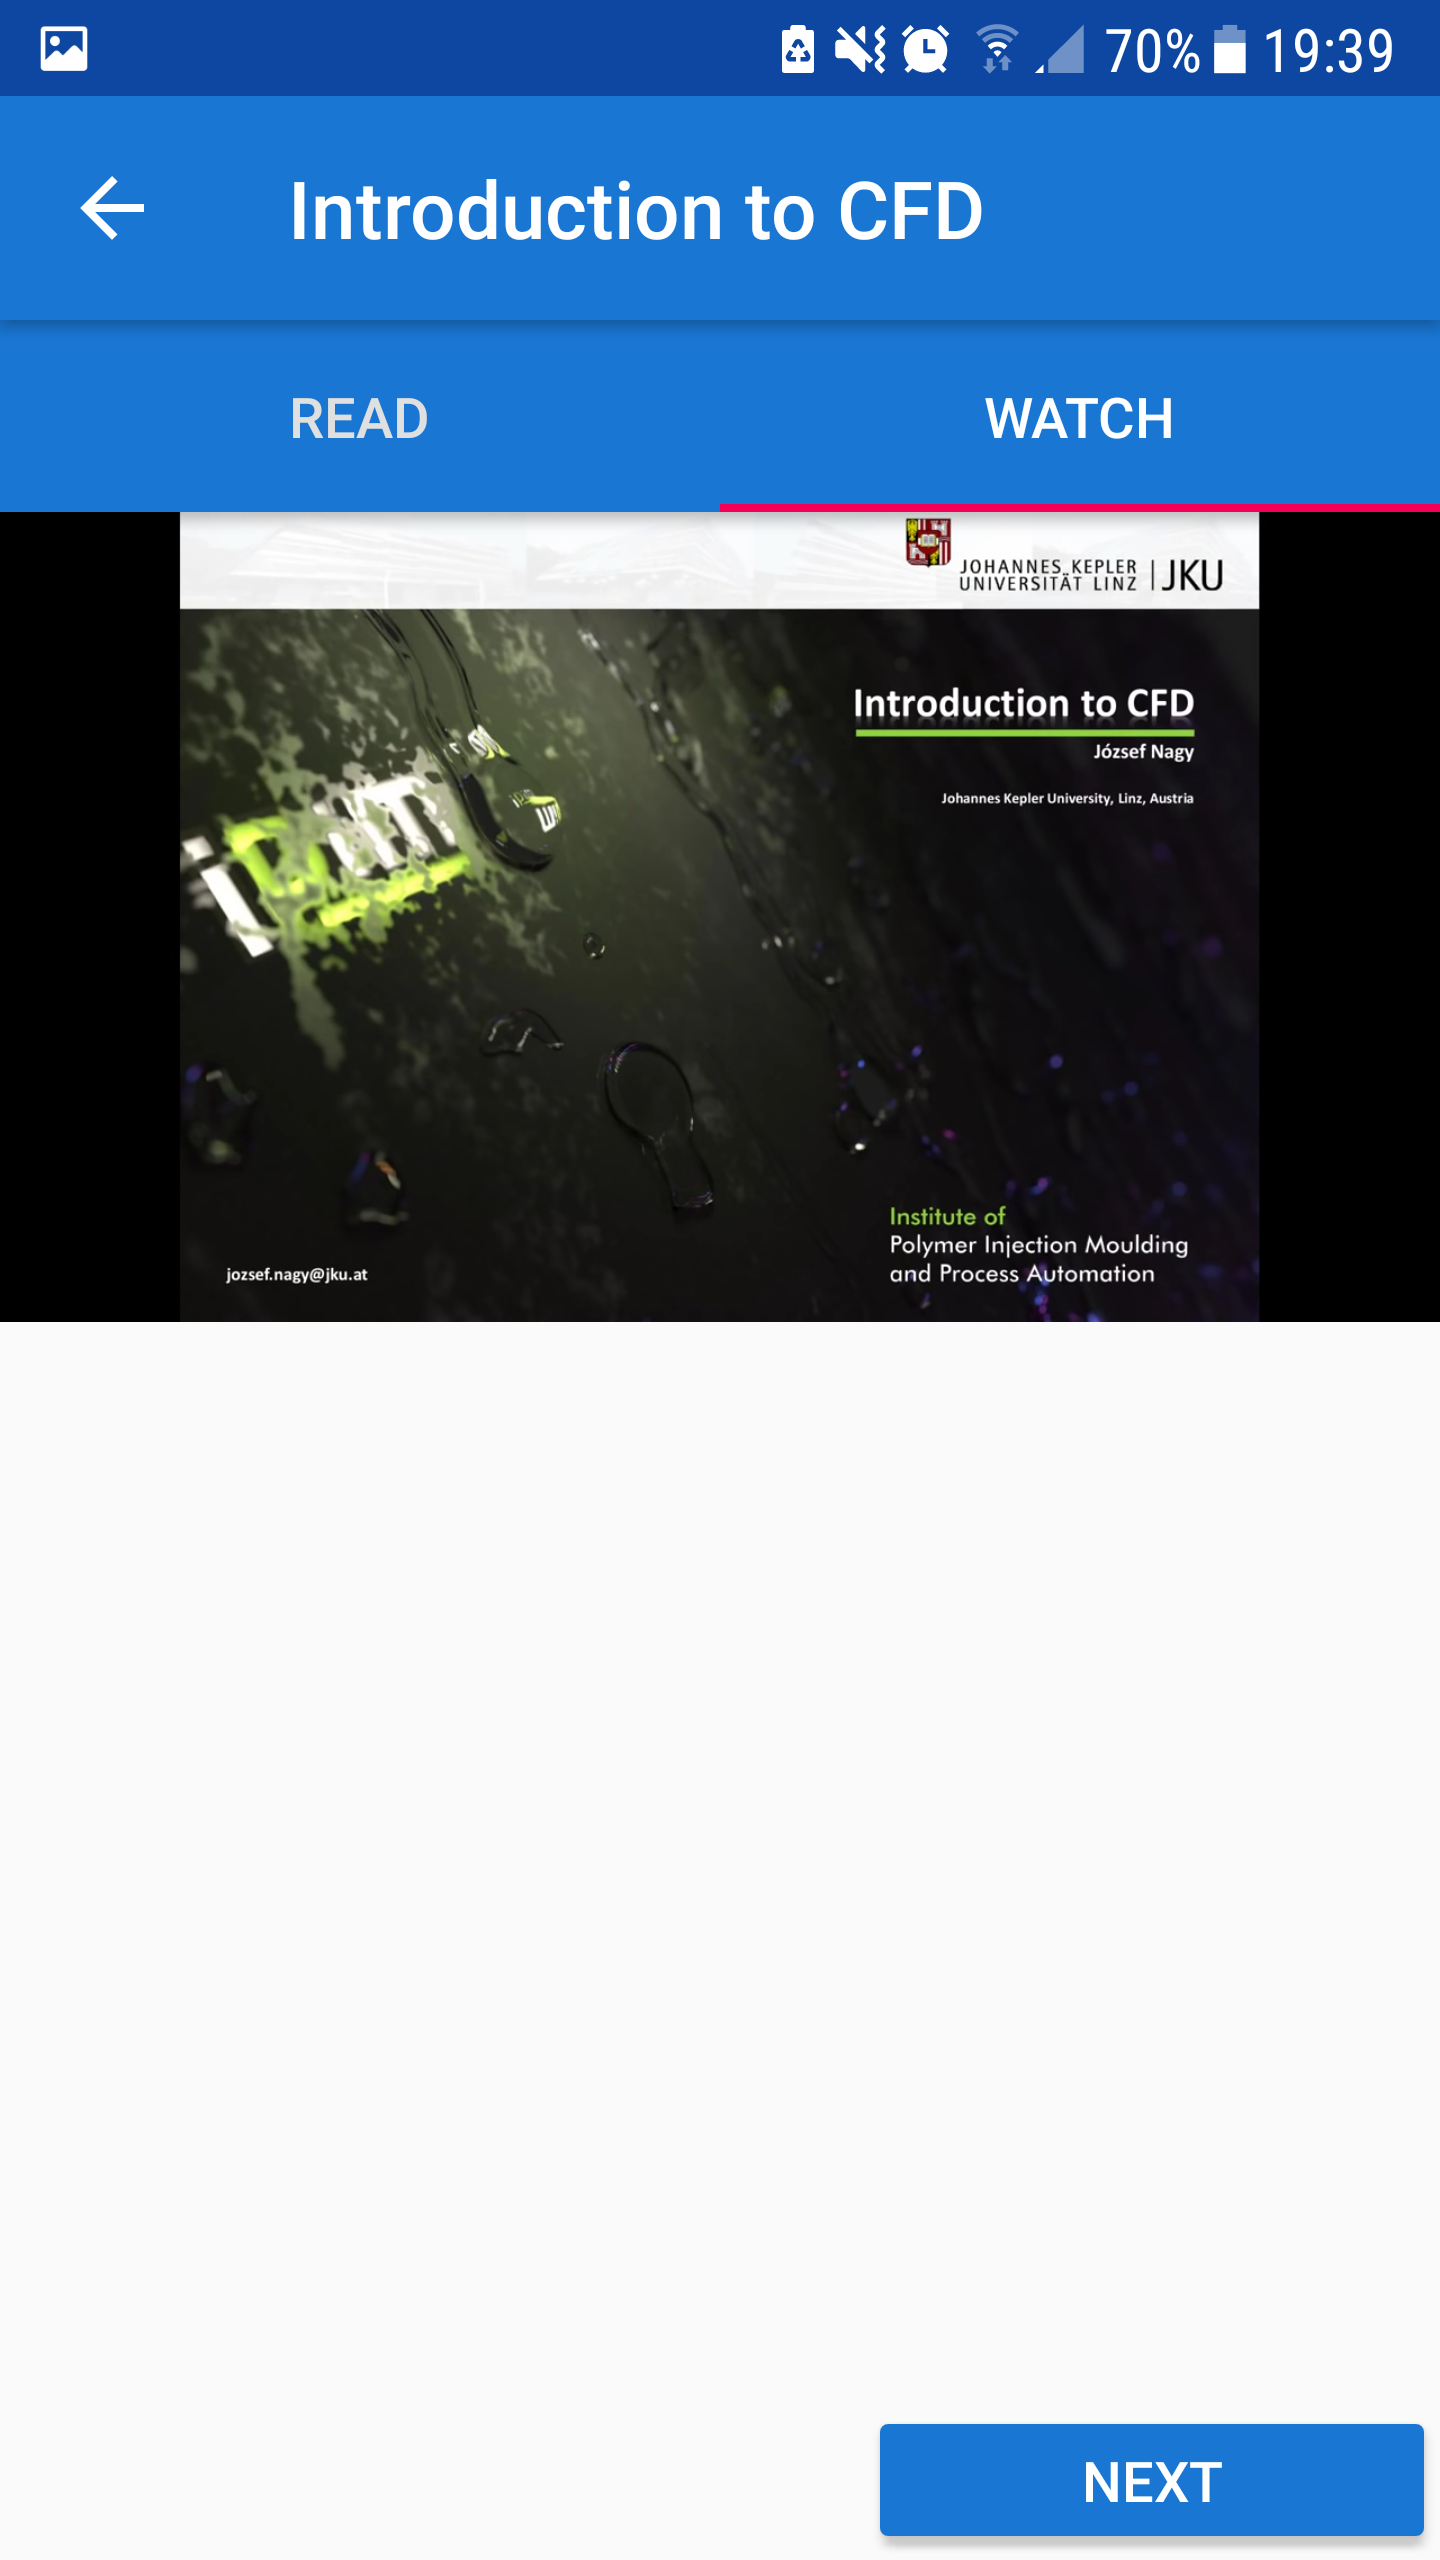 70% 19:39
Introduction to CFD
READ
WATCH
JOHANNES KEPLER
UNIVERSITÄT LINZ | JKU
Introduction to CFD
József Nagy
Johannes Kepler University, Linz, Austria
Institute of
Polymer Injection Moulding
and Process Automation
jozsef.nagy@jku.at
NEXT